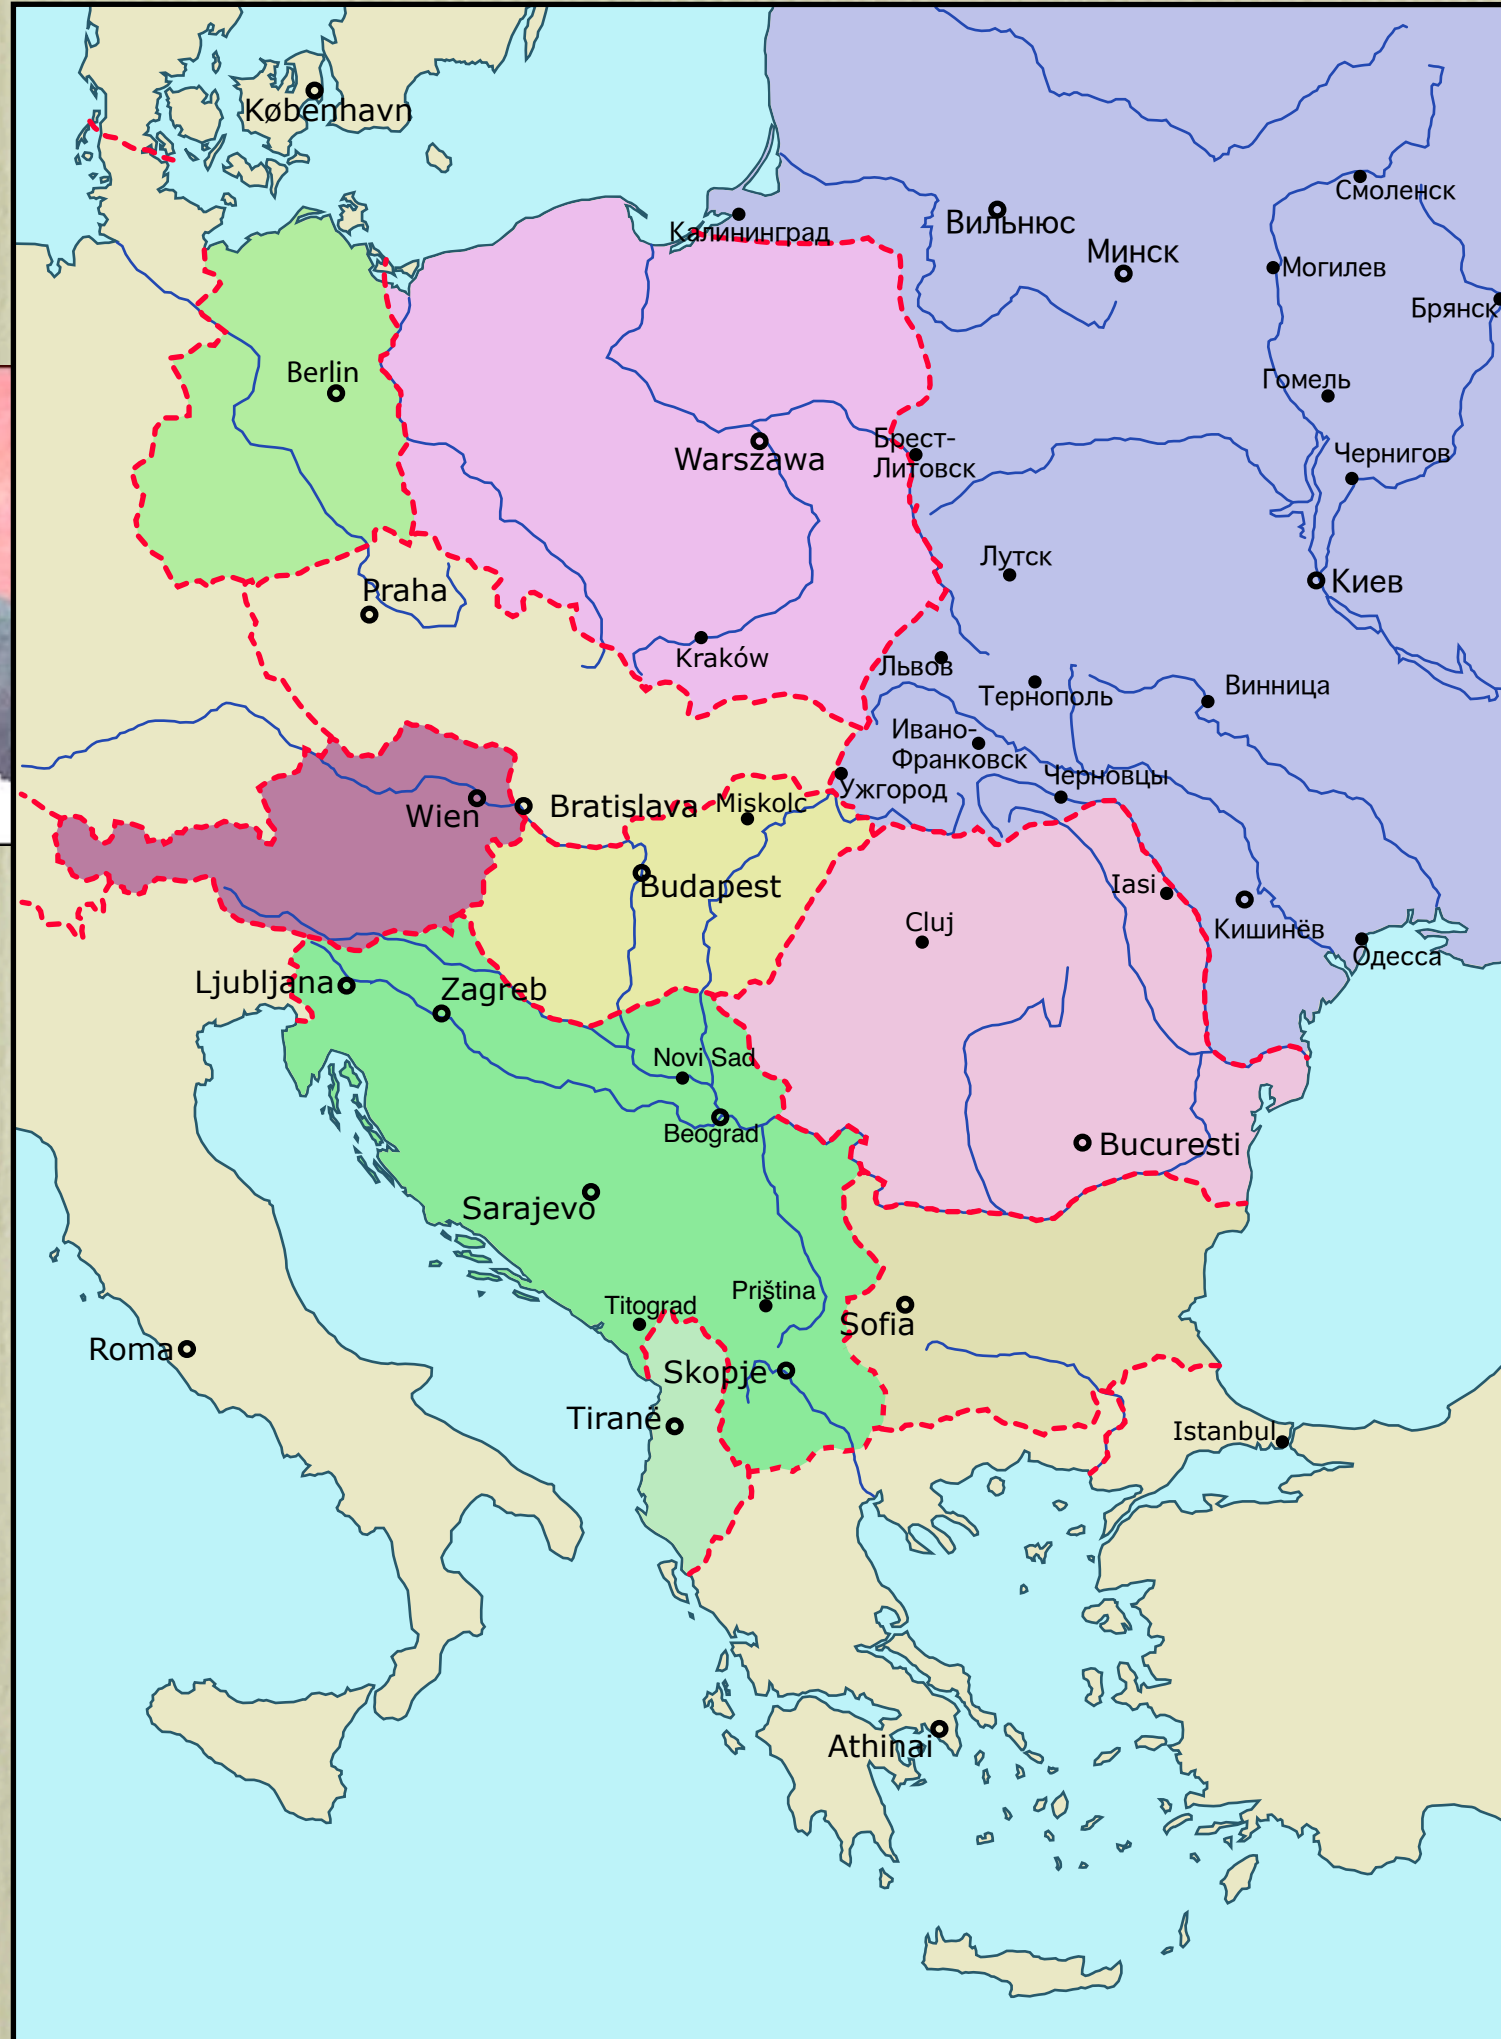 København
Смоленск
Калининград
Вильнюс
Минск
Могилев
Брянск
Berlin
Гомель
Warszawa
Брест-
Литовск
Чернигов
Лутск
Киев
Praha
Kraków
Львов
Тернополь
Винница
Ивано-
Франковск
Черновцы
Ужгород
Wien
Bratislava
Miskolc
Budapest
Iasi
Cluj
Кишинёв
Одесса
Ljubljana
Zagreb
Novi Sad
Beograd
Bucuresti
Sarajevo
Titograd
Priština
Sofia
Roma
Skopje
Tiranë
Istanbul
Athinai